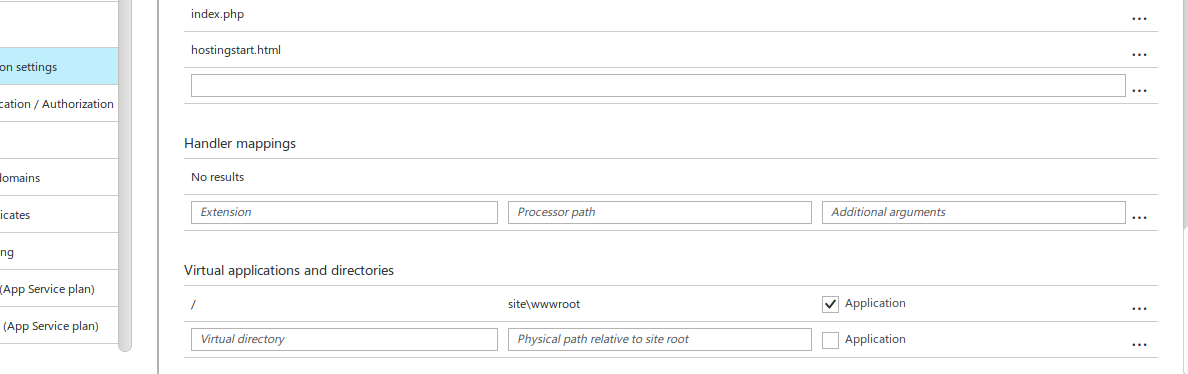 index.php
...
hostingstart.html
...
on settings
...
cation / Authorization
Handler mappings
domains
No results
icates
Extension Processor path Additional arguments ...
ng
Virtual applications and directories
(App Service plan)
/ site\wwwroot Application ...
(App Service plan)
Virtual directory Physical path relative to site root Application ...